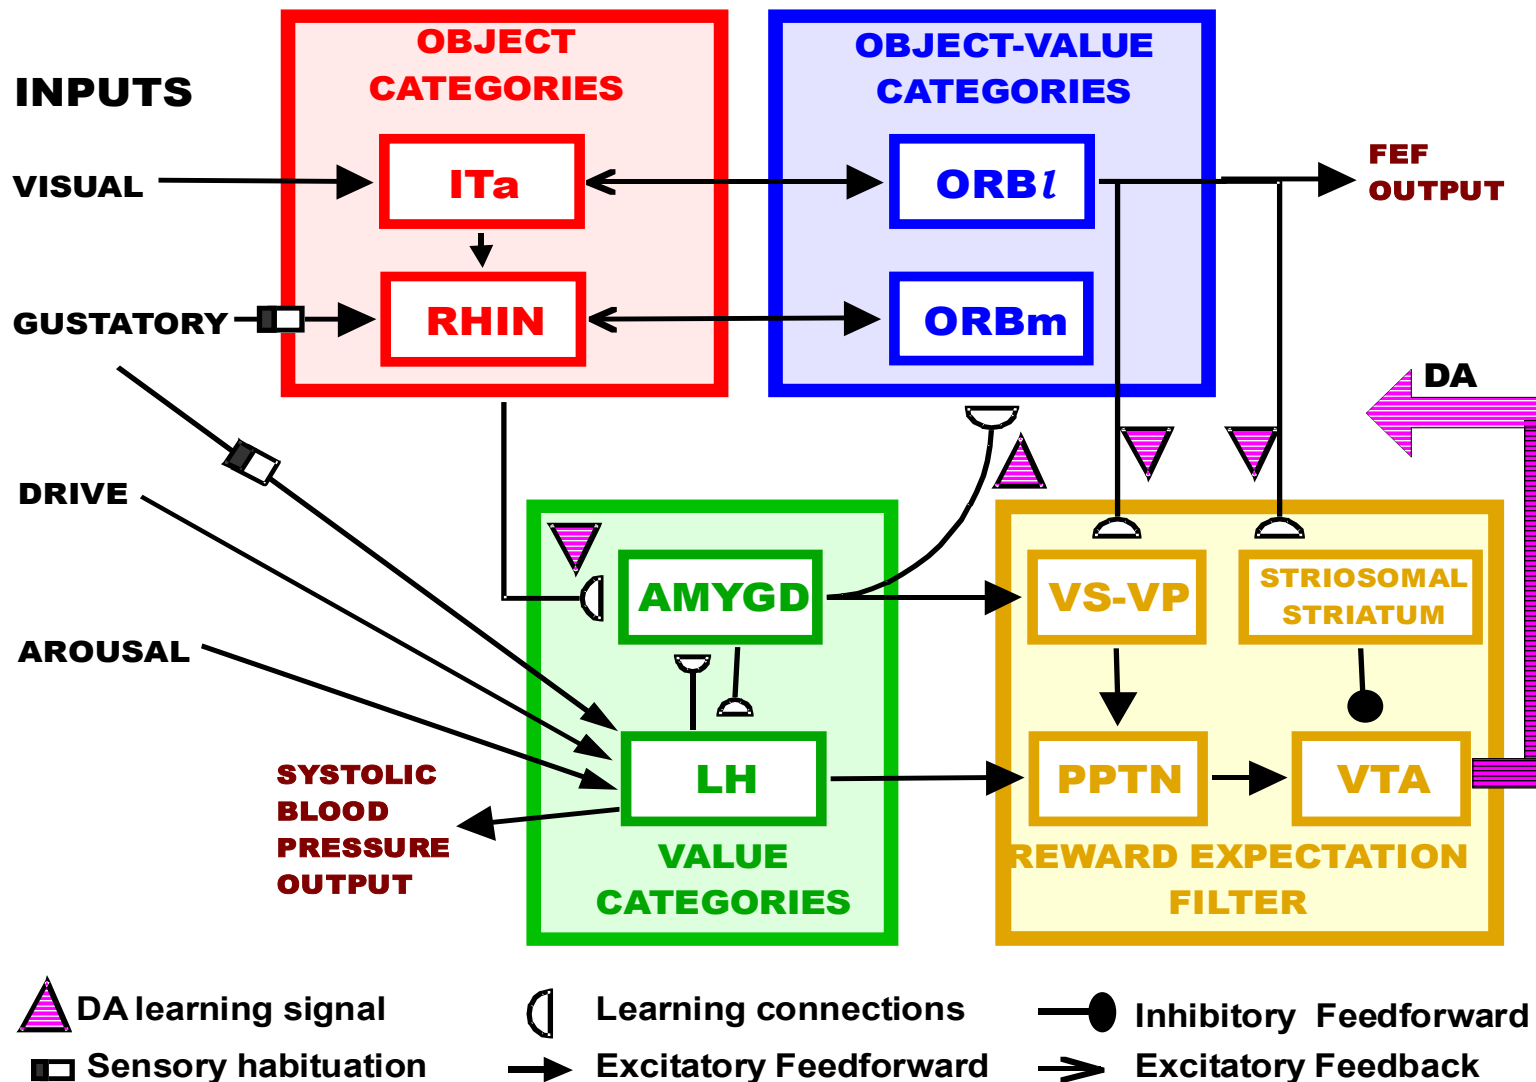 INPUTS
VISUAL
GUSTATORY
DRIVE
AROUSAL
OBJECT
CATEGORIES
ITa
RHIN
OBJECT-VALUE
CATEGORIES
ORBl
ORBm
FEF
OUTPUT
DA
AMYGD
LH
VALUE
CATEGORIES
SYSTOLIC
BLOOD
PRESSURE
OUTPUT
VS-VP
STRIOSOMAL
STRIATUM
PPTN
VTA
REWARD EXPECTATION
FILTER
DA learning signal
Learning connections
Inhibitory Feedforward
Sensory habituation
Excitatory Feedforward
Excitatory Feedback